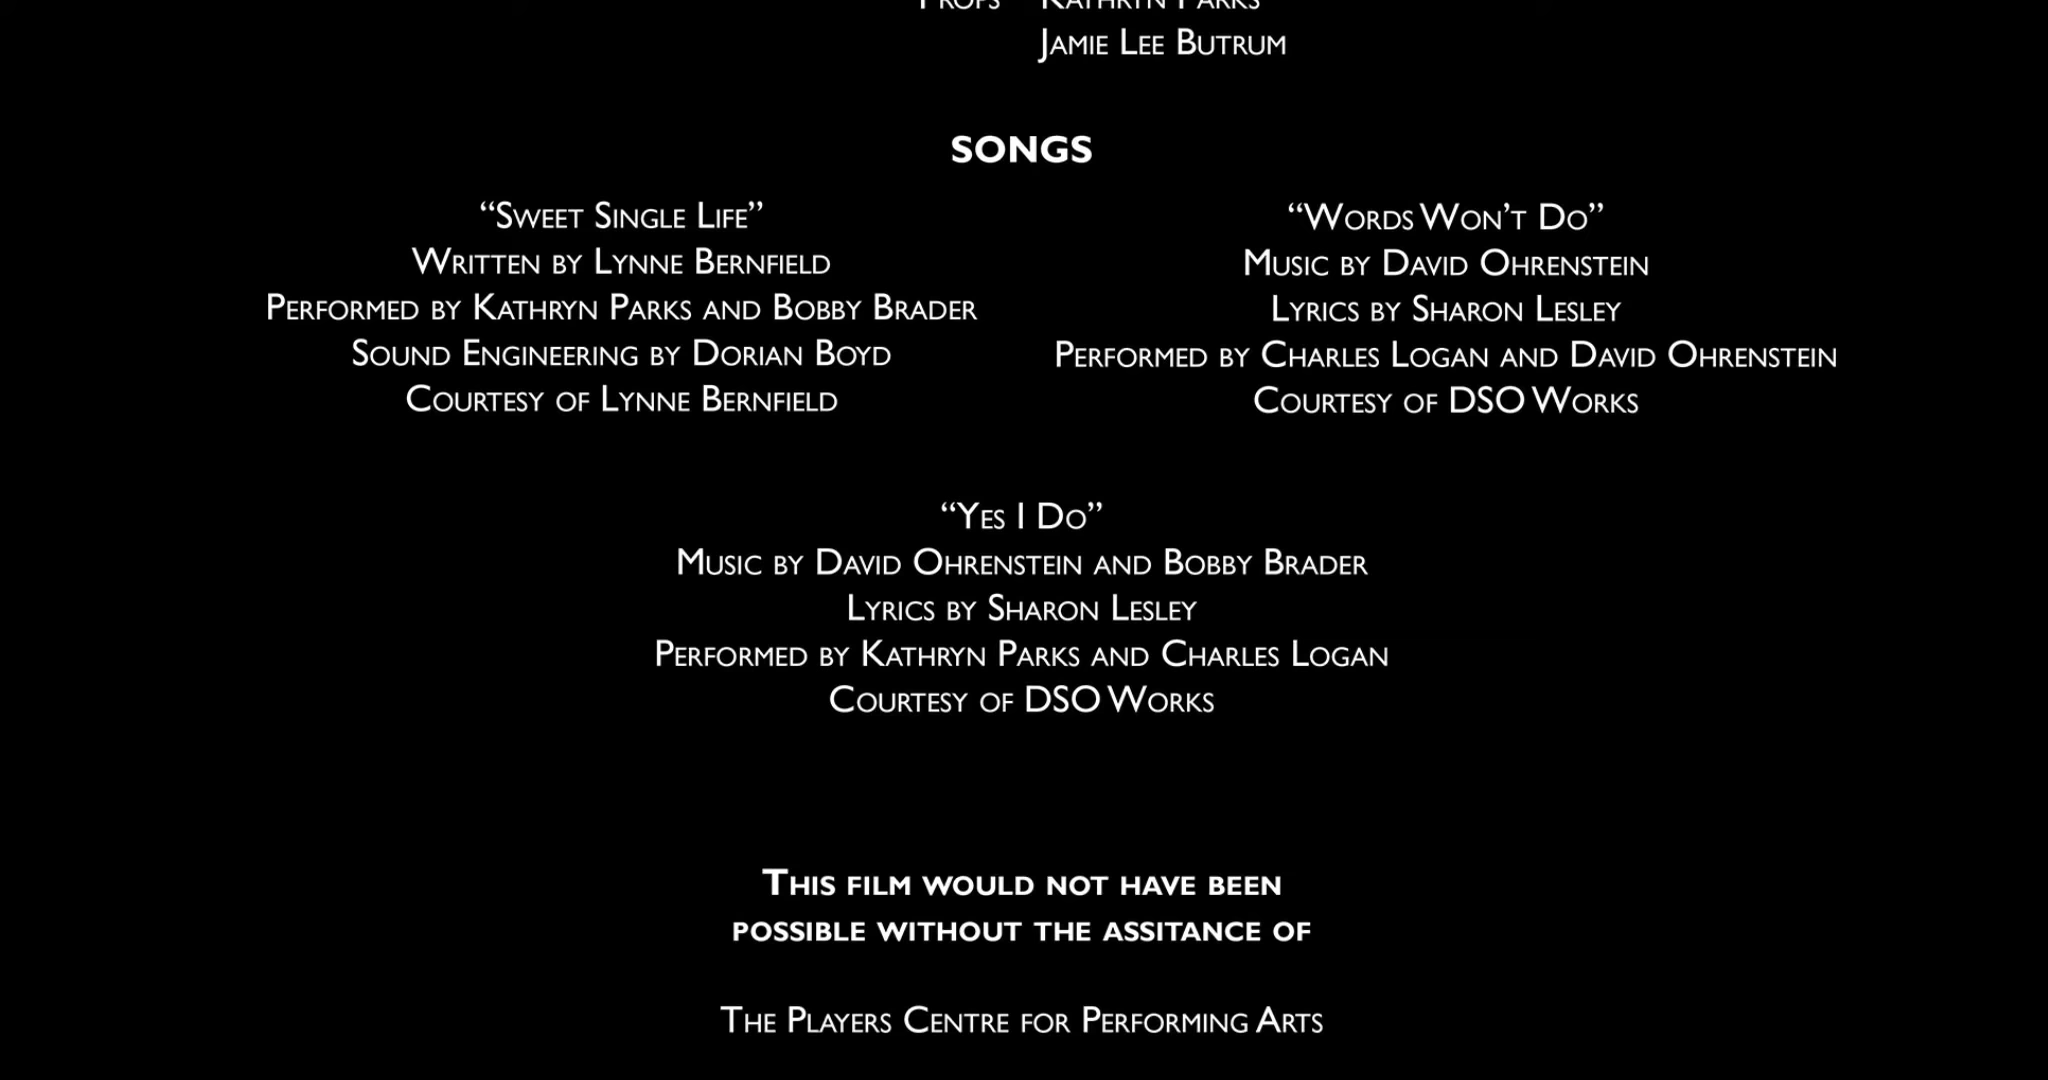 Props Kathryn Parks
Jamie Lee Butrum
SONGS
“Sweet Single Life”
Written by Lynne Bernfield
Performed by Kathryn Parks and Bobby Brader
Sound Engineering by Dorian Boyd
Courtesy of Lynne Bernfield
“Words Won’t Do”
Music by David Ohrenstein
Lyrics by Sharon Lesley
Performed by Charles Logan and David Ohrenstein
Courtesy of DSO Works
“Yes I Do”
Music by David Ohrenstein and Bobby Brader
Lyrics by Sharon Lesley
Performed by Kathryn Parks and Charles Logan
Courtesy of DSO Works
This film would not have been
possible without the assitance of
The Players Centre for Performing Arts